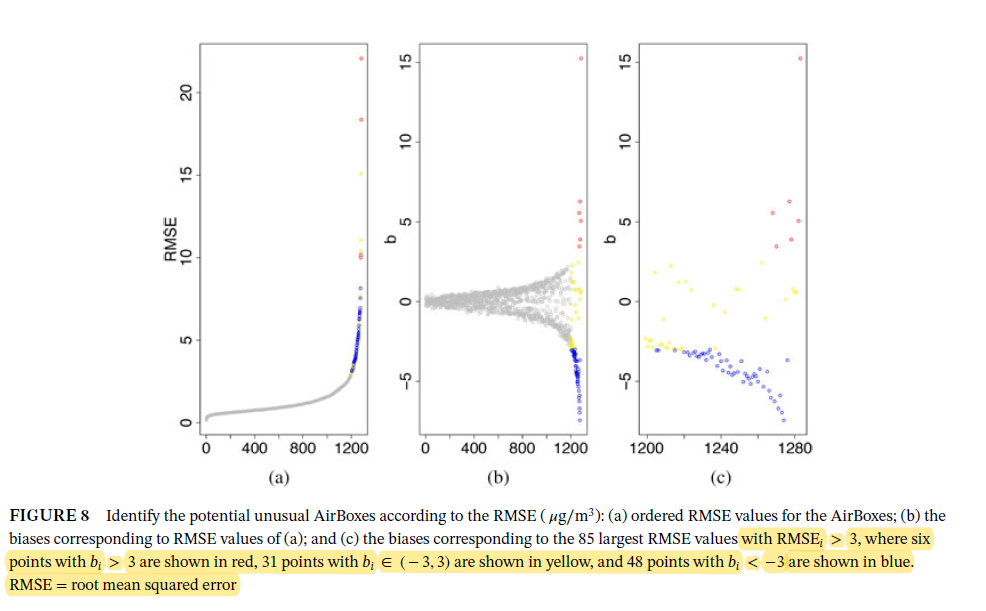 RMSE
20
15
10
5
0
0
400
800
1200
(a)
b
15
10
5
0
−5
0
400
800
1200
(b)
b
15
10
5
0
−5
1200
1240
1280
(c)
FIGURE 8 Identify the potential unusual AirBoxes according to the RMSE ( μg/m³): (a) ordered RMSE values for the AirBoxes; (b) the
biases corresponding to RMSE values of (a); and (c) the biases corresponding to the 85 largest RMSE values with RMSEᵢ > 3, where six
points with bᵢ > 3 are shown in red, 31 points with bᵢ ∈ (−3, 3) are shown in yellow, and 48 points with bᵢ < −3 are shown in blue.
RMSE = root mean squared error